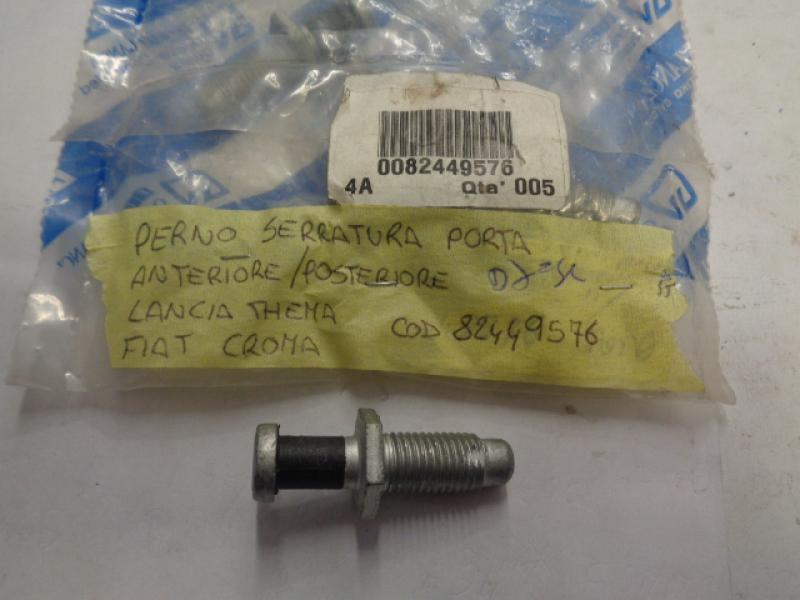 0082449576
4A Qta' 005
PERNO SERRATURA PORTA
ANTERIORE/POSTERIORE
LANCIA THEMA
COD 82449576
FIAT CROMA